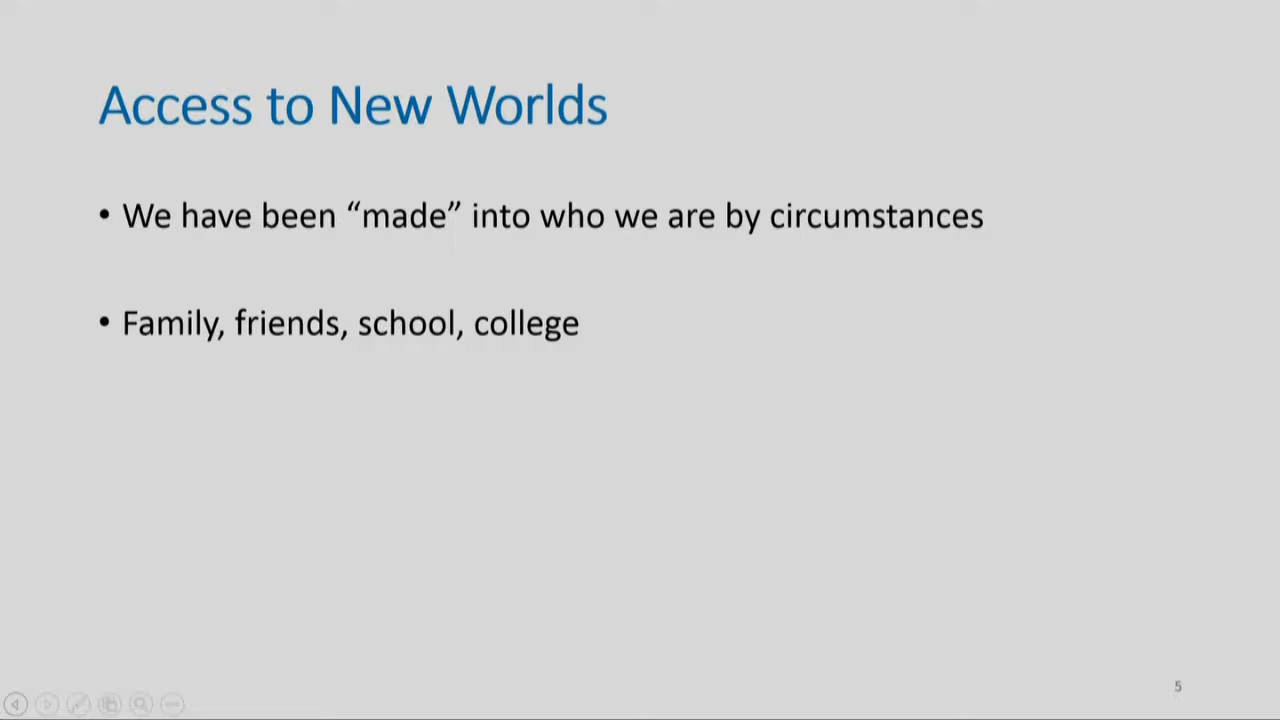 Access to New Worlds
• We have been “made” into who we are by circumstances
• Family, friends, school, college
5